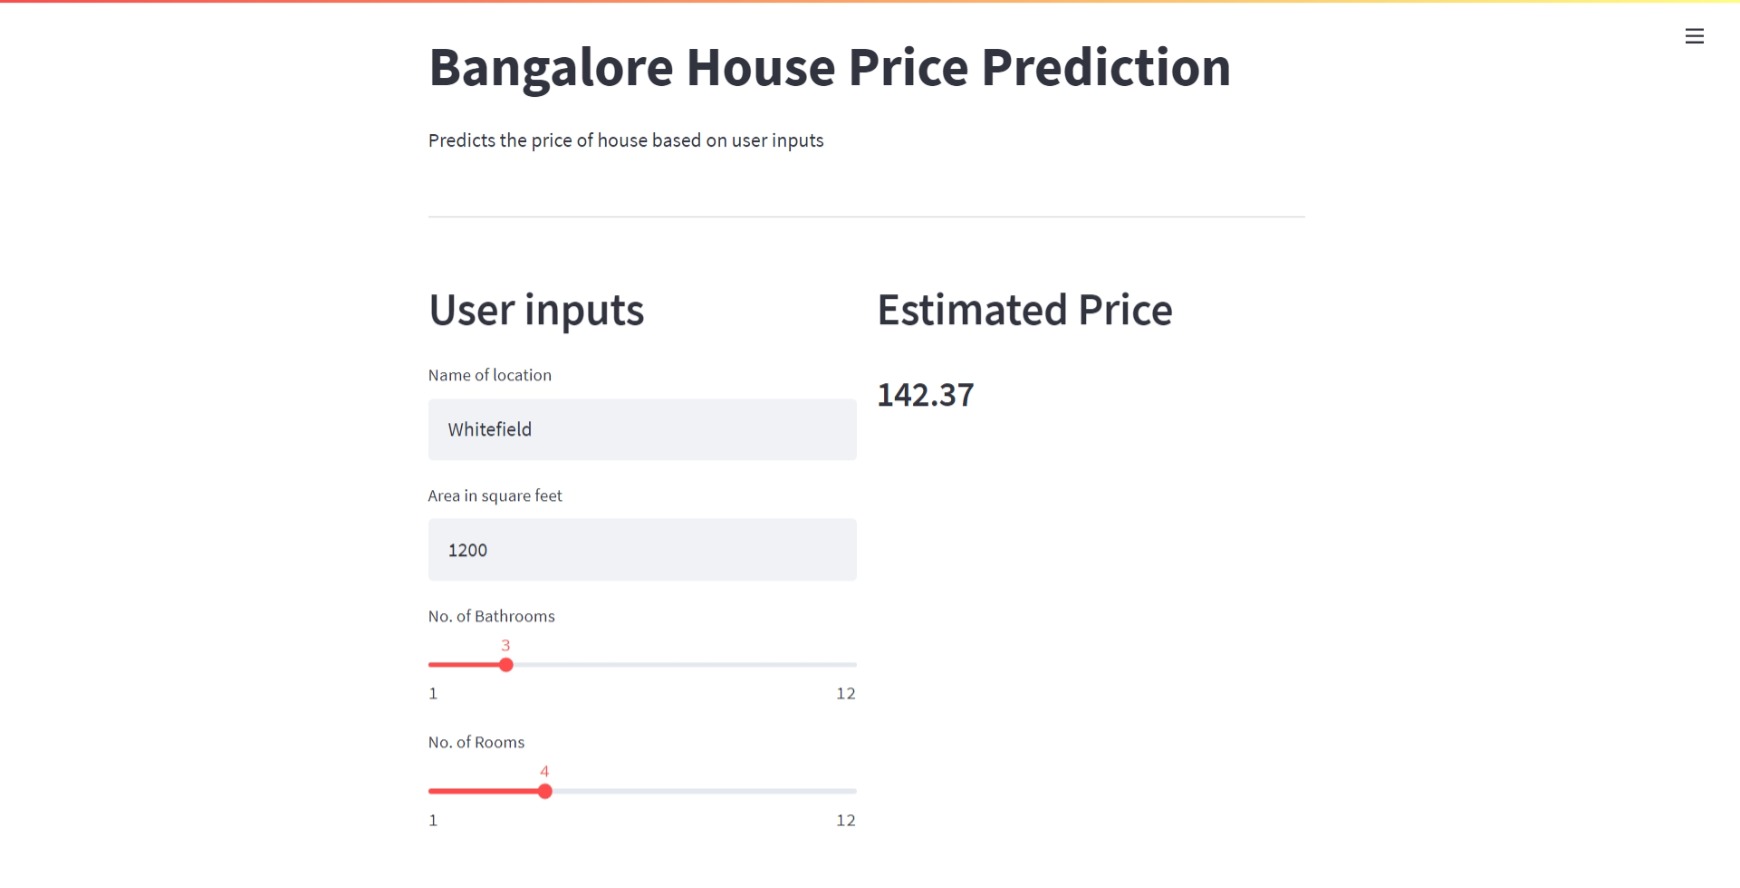 Bangalore House Price Prediction
Predicts the price of house based on user inputs
User inputs
Name of location
Whitefield
Area in square feet
1200
No. of Bathrooms
3
1 12
No. of Rooms
4
1 12
Estimated Price
142.37